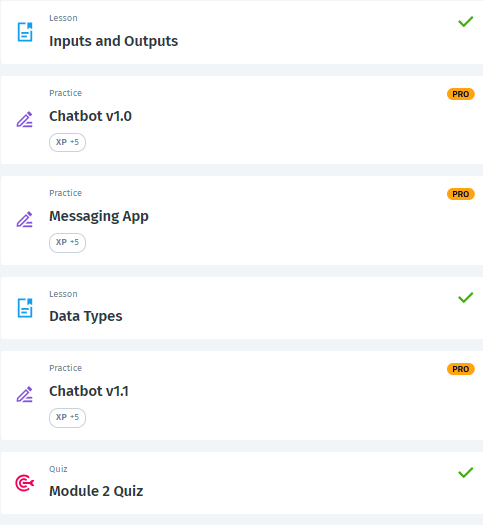 Lesson
Inputs and Outputs
Practice
PRO
Chatbot v1.0
XP +5
Practice
PRO
Messaging App
XP +5
Lesson
Data Types
Practice
PRO
Chatbot v1.1
XP +5
Quiz
Module 2 Quiz